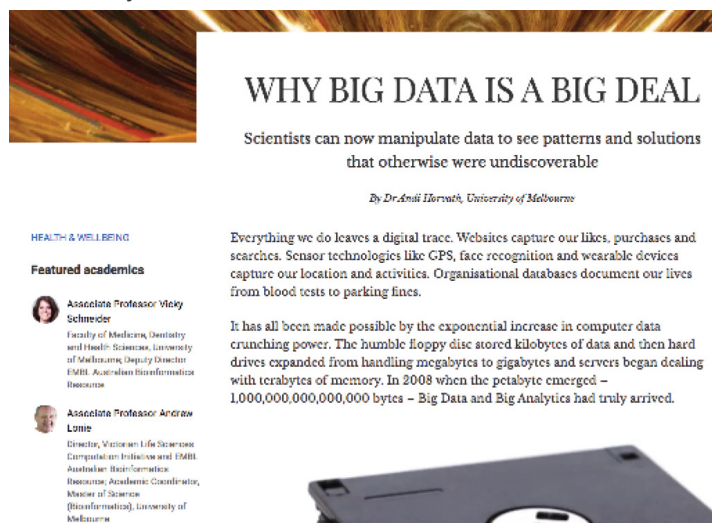 WHY BIG DATA IS A BIG DEAL
Scientists can now manipulate data to see patterns and solutions
that otherwise were undiscoverable
By Dr Andi Horvath, University of Melbourne
HEALTH & WELLBEING
Featured academics
Associate Professor Vicky
Schneider
Faculty of Medicine, Dentistry
and Health Sciences, University
of Melbourne; Deputy Director
EMBL Australian Bioinformatics
Resource
Associate Professor Andrew
Lonie
Director, Victorian Life Sciences
Computation Initiative and EMBL
Australian Bioinformatics
Resource; Academic Coordinator,
Master of Science
(Bioinformatics), University of
Melbourne
Everything we do leaves a digital trace. Websites capture our likes, purchases and
searches. Sensor technologies like GPS, face recognition and wearable devices
capture our location and activities. Organisational databases document our lives
from blood tests to parking fines.
It has all been made possible by the exponential increase in computer data
crunching power. The humble floppy disc stored kilobytes of data and then hard
drives expanded from handling megabytes to gigabytes and servers began dealing
with terabytes of memory. In 2008 when the petabyte emerged –
1,000,000,000,000,000 bytes – Big Data and Big Analytics had truly arrived.